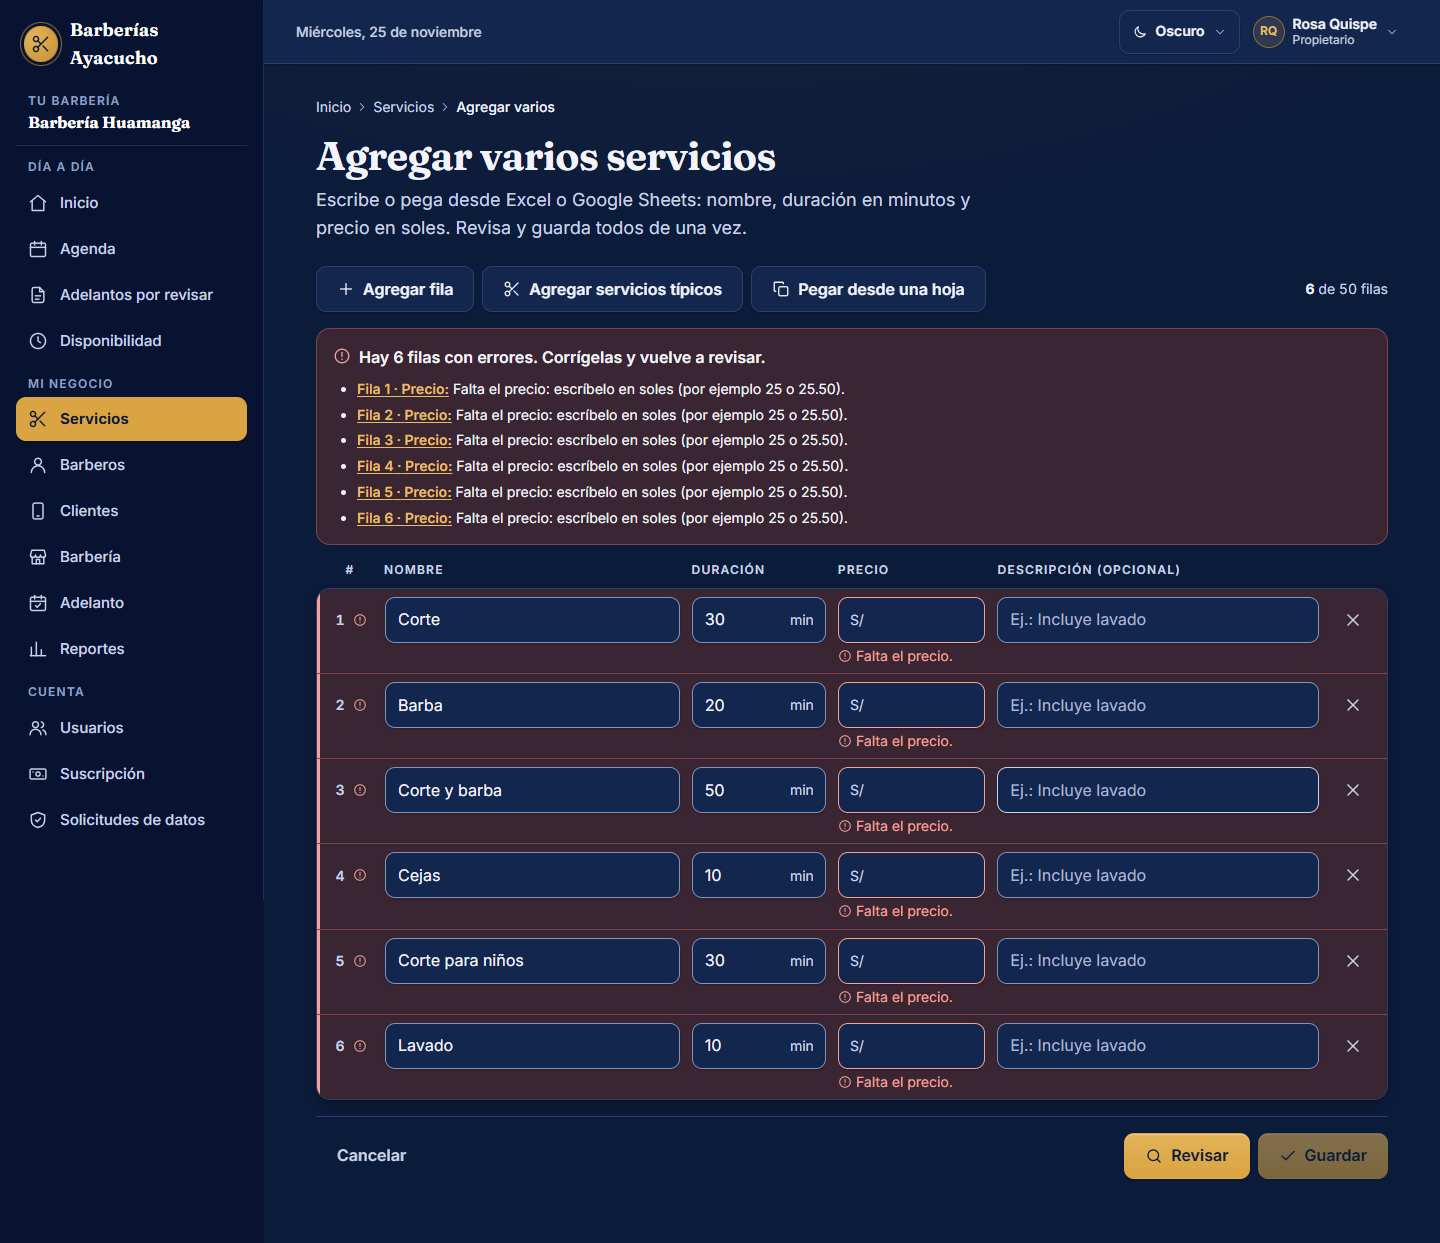 Barberías
Ayacucho
TU BARBERÍA
Barbería Huamanga
DÍA A DÍA
Inicio
Agenda
Adelantos por revisar
Disponibilidad
MI NEGOCIO
Servicios
Barberos
Clientes
Barbería
Adelanto
Reportes
CUENTA
Usuarios
Suscripción
Solicitudes de datos
Miércoles, 25 de noviembre
Oscuro
RQ
Rosa Quispe
Propietario
Inicio > Servicios > Agregar varios
Agregar varios servicios
Escribe o pega desde Excel o Google Sheets: nombre, duración en minutos y
precio en soles. Revisa y guarda todos de una vez.
Agregar fila
Agregar servicios típicos
Pegar desde una hoja
6 de 50 filas
Hay 6 filas con errores. Corrígelas y vuelve a revisar.
Fila 1 · Precio: Falta el precio: escríbelo en soles (por ejemplo 25 o 25.50).
Fila 2 · Precio: Falta el precio: escríbelo en soles (por ejemplo 25 o 25.50).
Fila 3 · Precio: Falta el precio: escríbelo en soles (por ejemplo 25 o 25.50).
Fila 4 · Precio: Falta el precio: escríbelo en soles (por ejemplo 25 o 25.50).
Fila 5 · Precio: Falta el precio: escríbelo en soles (por ejemplo 25 o 25.50).
Fila 6 · Precio: Falta el precio: escríbelo en soles (por ejemplo 25 o 25.50).
# NOMBRE DURACIÓN PRECIO DESCRIPCIÓN (OPCIONAL)
1 Corte 30 min S/ Ej.: Incluye lavado
Falta el precio.
2 Barba 20 min S/ Ej.: Incluye lavado
Falta el precio.
3 Corte y barba 50 min S/ Ej.: Incluye lavado
Falta el precio.
4 Cejas 10 min S/ Ej.: Incluye lavado
Falta el precio.
5 Corte para niños 30 min S/ Ej.: Incluye lavado
Falta el precio.
6 Lavado 10 min S/ Ej.: Incluye lavado
Falta el precio.
Cancelar
Revisar
Guardar